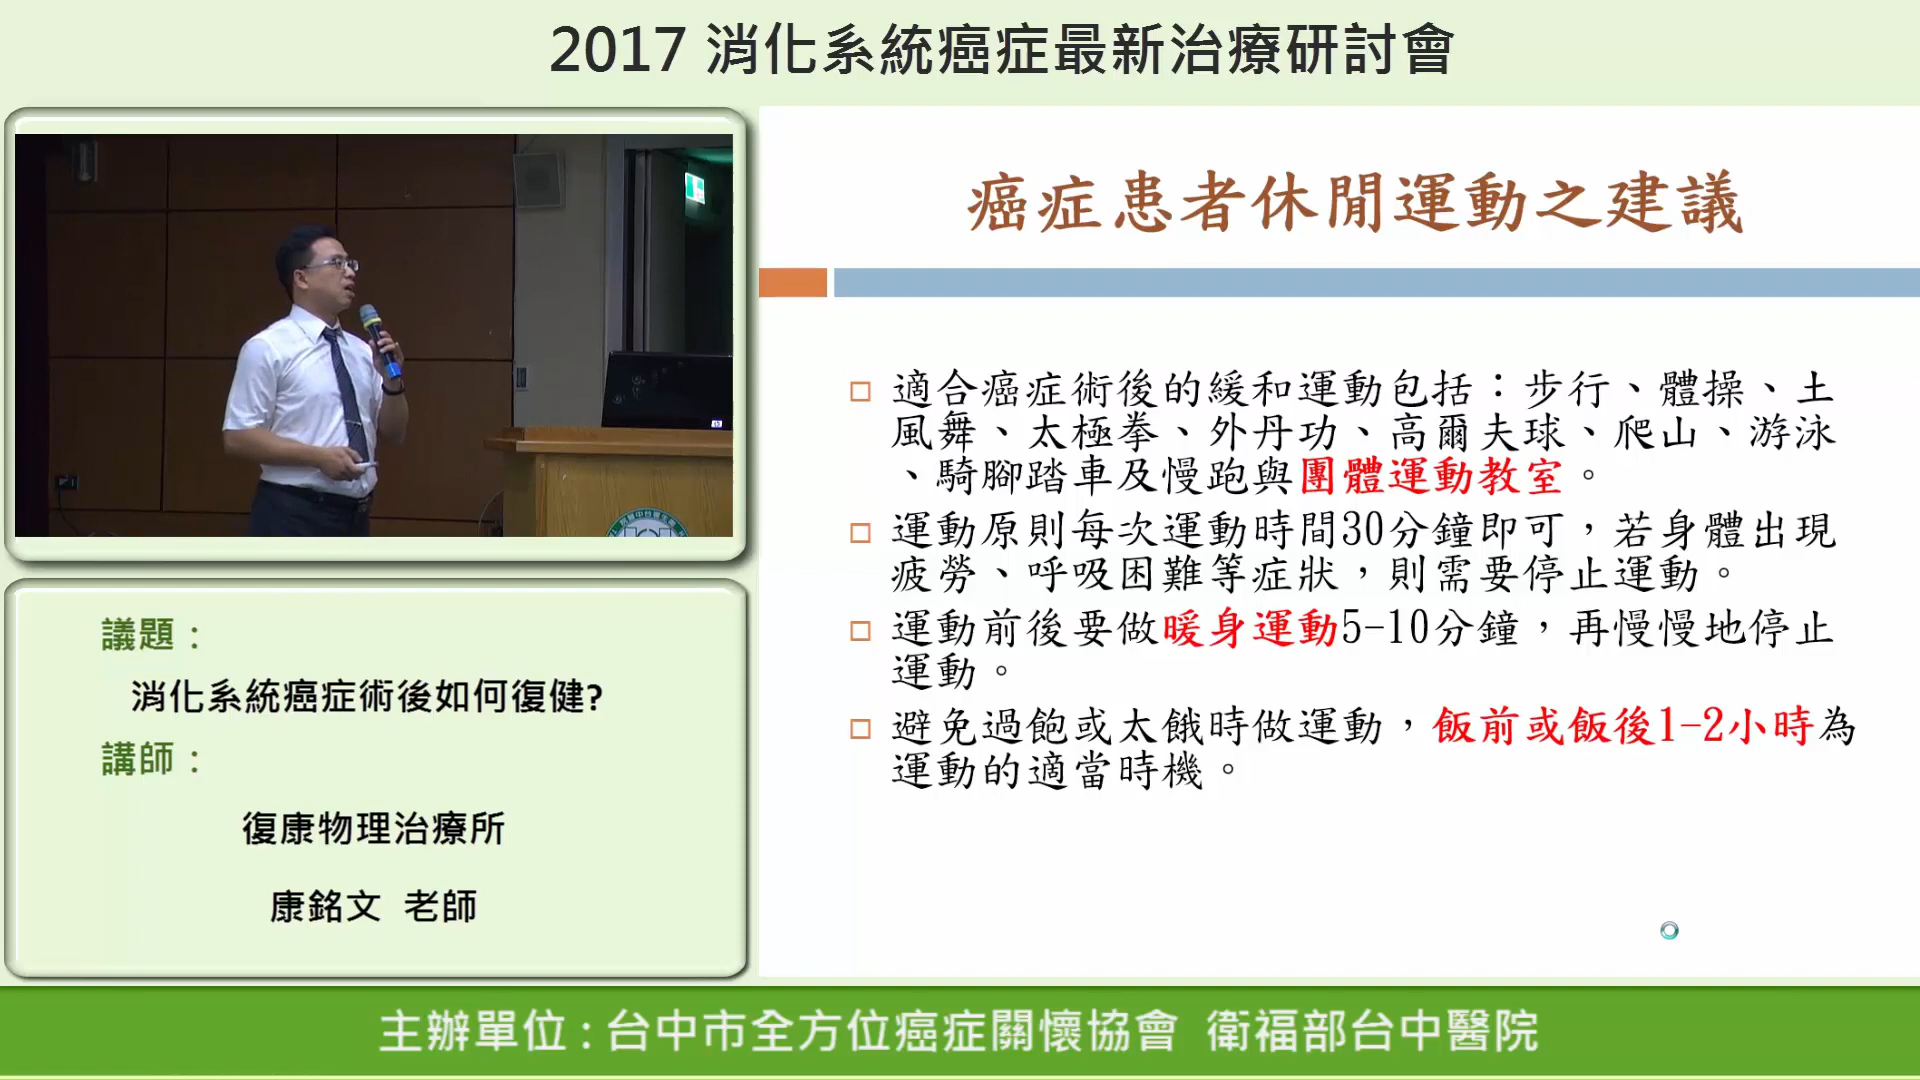 2017 消化系統癌症最新治療研討會
議題：
消化系統癌症術後如何復健?
講師：
復康物理治療所
康銘文 老師
癌症患者休閒運動之建議
適合癌症術後的緩和運動包括：步行、體操、土
風舞、太極拳、外丹功、高爾夫球、爬山、游泳
、騎腳踏車及慢跑與團體運動教室。
運動原則每次運動時間30分鐘即可，若身體出現
疲勞、呼吸困難等症狀，則需要停止運動。
運動前後要做暖身運動5-10分鐘，再慢慢地停止
運動。
避免過飽或太餓時做運動，飯前或飯後1-2小時為
運動的適當時機。
主辦單位：台中市全方位癌症關懷協會 衛福部台中醫院